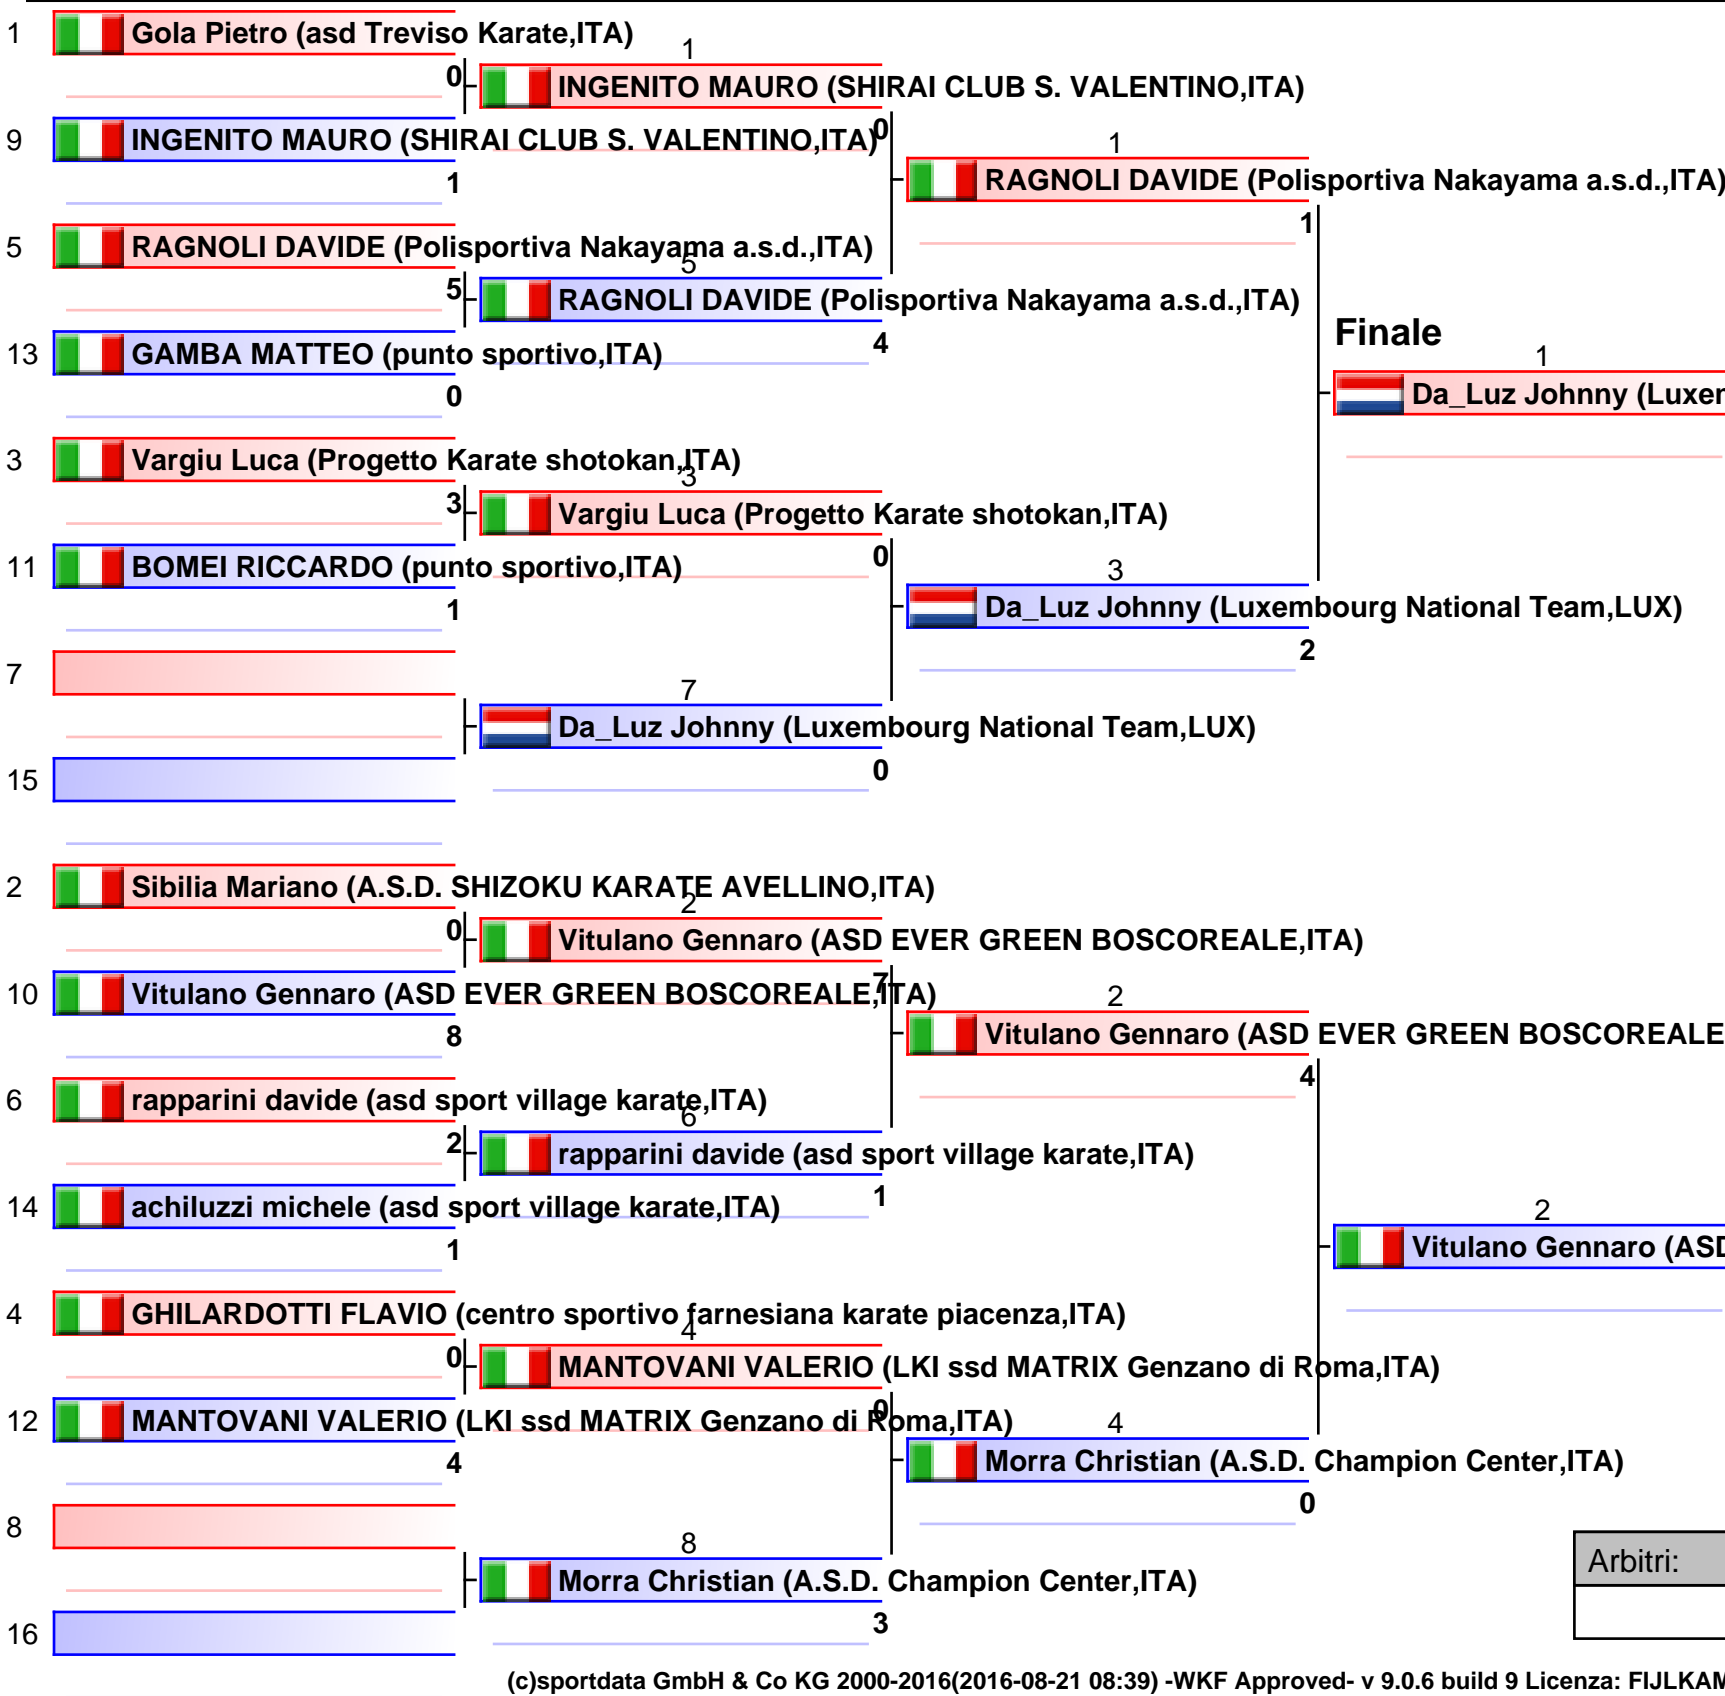 1 Gola Pietro (asd Treviso Karate,ITA)
0
1
INGENITO MAURO (SHIRAI CLUB S. VALENTINO,ITA)
0
9 INGENITO MAURO (SHIRAI CLUB S. VALENTINO,ITA)
1
1
RAGNOLI DAVIDE (Polisportiva Nakayama a.s.d.,ITA)
1
5 RAGNOLI DAVIDE (Polisportiva Nakayama a.s.d.,ITA)
5
5
RAGNOLI DAVIDE (Polisportiva Nakayama a.s.d.,ITA)
4
13 GAMBA MATTEO (punto sportivo,ITA)
0
Finale
1
Da_Luz Johnny (Luxem
3 Vargiu Luca (Progetto Karate shotokan,ITA)
3
3
Vargiu Luca (Progetto Karate shotokan,ITA)
0
11 BOMEI RICCARDO (punto sportivo,ITA)
1
3
Da_Luz Johnny (Luxembourg National Team,LUX)
2
7
7
Da_Luz Johnny (Luxembourg National Team,LUX)
0
15
2 Sibilia Mariano (A.S.D. SHIZOKU KARATE AVELLINO,ITA)
0
2
Vitulano Gennaro (ASD EVER GREEN BOSCOREALE,ITA)
7
10 Vitulano Gennaro (ASD EVER GREEN BOSCOREALE,ITA)
8
2
Vitulano Gennaro (ASD EVER GREEN BOSCOREALE
4
6 rapparini davide (asd sport village karate,ITA)
2
6
rapparini davide (asd sport village karate,ITA)
1
14 achiluzzi michele (asd sport village karate,ITA)
1
2
Vitulano Gennaro (ASD
4 GHILARDOTTI FLAVIO (centro sportivo farnesiana karate piacenza,ITA)
0
4
MANTOVANI VALERIO (LKI ssd MATRIX Genzano di Roma,ITA)
0
12 MANTOVANI VALERIO (LKI ssd MATRIX Genzano di Roma,ITA)
4
4
Morra Christian (A.S.D. Champion Center,ITA)
0
8
8
Morra Christian (A.S.D. Champion Center,ITA)
3
16
Arbitri:
(c)sportdata GmbH & Co KG 2000-2016(2016-08-21 08:39) -WKF Approved- v 9.0.6 build 9 Licenza: FIJLKAM